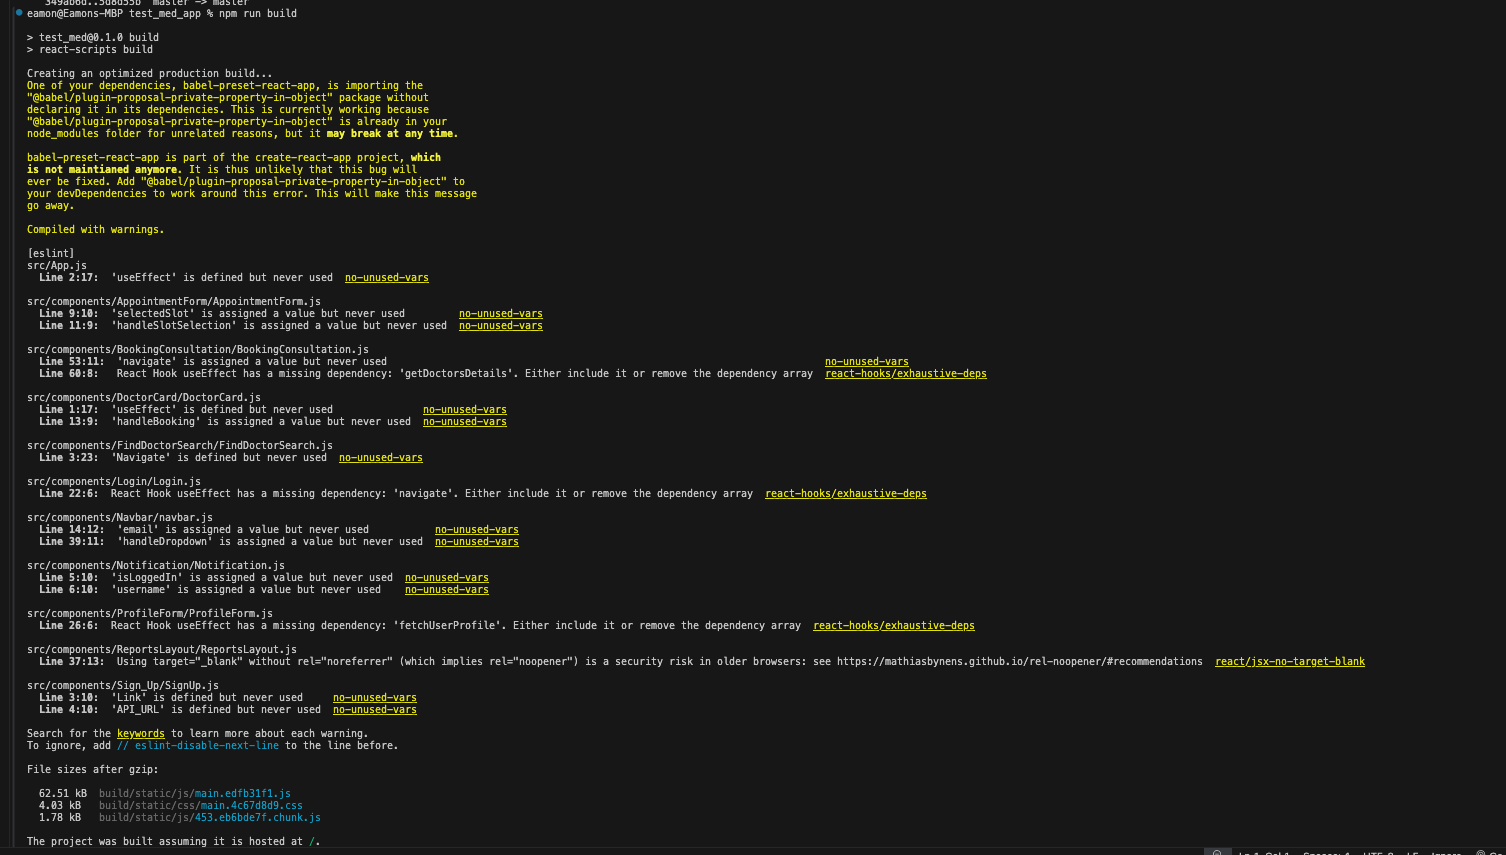 349ab6d..5d8d55b  master -> master
eamon@Eamons-MBP test_med_app % npm run build
> test_med@0.1.0 build
> react-scripts build
Creating an optimized production build...
One of your dependencies, babel-preset-react-app, is importing the
"@babel/plugin-proposal-private-property-in-object" package without
declaring it in its dependencies. This is currently working because
"@babel/plugin-proposal-private-property-in-object" is already in your
node_modules folder for unrelated reasons, but it may break at any time.
babel-preset-react-app is part of the create-react-app project, which
is not maintianed anymore. It is thus unlikely that this bug will
ever be fixed. Add "@babel/plugin-proposal-private-property-in-object" to
your devDependencies to work around this error. This will make this message
go away.
Compiled with warnings.
[eslint]
src/App.js
Line 2:17:  'useEffect' is defined but never used  no-unused-vars
src/components/AppointmentForm/AppointmentForm.js
Line 9:10:  'selectedSlot' is assigned a value but never used  no-unused-vars
Line 11:9:  'handleSlotSelection' is assigned a value but never used  no-unused-vars
src/components/BookingConsultation/BookingConsultation.js
Line 53:11:  'navigate' is assigned a value but never used  no-unused-vars
Line 60:8:   React Hook useEffect has a missing dependency: 'getDoctorsDetails'. Either include it or remove the dependency array  react-hooks/exhaustive-deps
src/components/DoctorCard/DoctorCard.js
Line 1:17:  'useEffect' is defined but never used  no-unused-vars
Line 13:9:  'handleBooking' is assigned a value but never used  no-unused-vars
src/components/FindDoctorSearch/FindDoctorSearch.js
Line 3:23:  'Navigate' is defined but never used  no-unused-vars
src/components/Login/Login.js
Line 22:6:  React Hook useEffect has a missing dependency: 'navigate'. Either include it or remove the dependency array  react-hooks/exhaustive-deps
src/components/Navbar/navbar.js
Line 14:12:  'email' is assigned a value but never used  no-unused-vars
Line 39:11:  'handleDropdown' is assigned a value but never used  no-unused-vars
src/components/Notification/Notification.js
Line 5:10:  'isLoggedIn' is assigned a value but never used  no-unused-vars
Line 6:10:  'username' is assigned a value but never used  no-unused-vars
src/components/ProfileForm/ProfileForm.js
Line 26:6:  React Hook useEffect has a missing dependency: 'fetchUserProfile'. Either include it or remove the dependency array  react-hooks/exhaustive-deps
src/components/ReportsLayout/ReportsLayout.js
Line 37:13:  Using target="_blank" without rel="noreferrer" (which implies rel="noopener") is a security risk in older browsers: see https://mathiasbynens.github.io/rel-noopener/#recommendations  react/jsx-no-target-blank
src/components/Sign_Up/SignUp.js
Line 3:10:  'Link' is defined but never used  no-unused-vars
Line 4:10:  'API_URL' is defined but never used  no-unused-vars
Search for the keywords to learn more about each warning.
To ignore, add // eslint-disable-next-line to the line before.
File sizes after gzip:
62.51 kB  build/static/js/main.edfb31f1.js
4.03 kB   build/static/css/main.4c67d8d9.css
1.78 kB   build/static/js/453.eb6bde7f.chunk.js
The project was built assuming it is hosted at /.